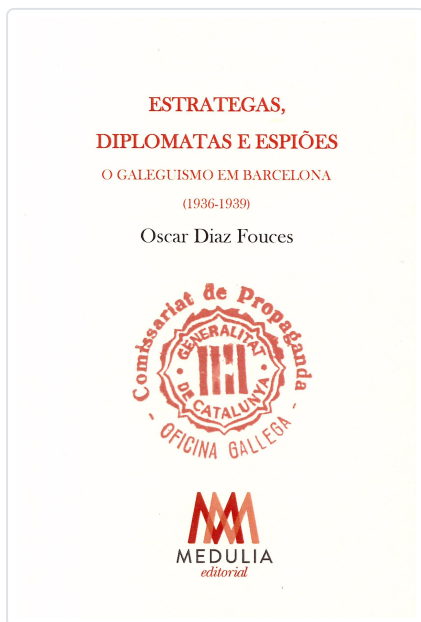 ESTRATEGAS,
DIPLOMATAS E ESPIÕES
O GALEGUISMO EM BARCELONA
(1936-1939)
Oscar Diaz Fouces
Comissariat de Propaganda
GENERALITAT
DE CATALUNYA
- OFICINA GALLEGA -
MEDULIA
editorial